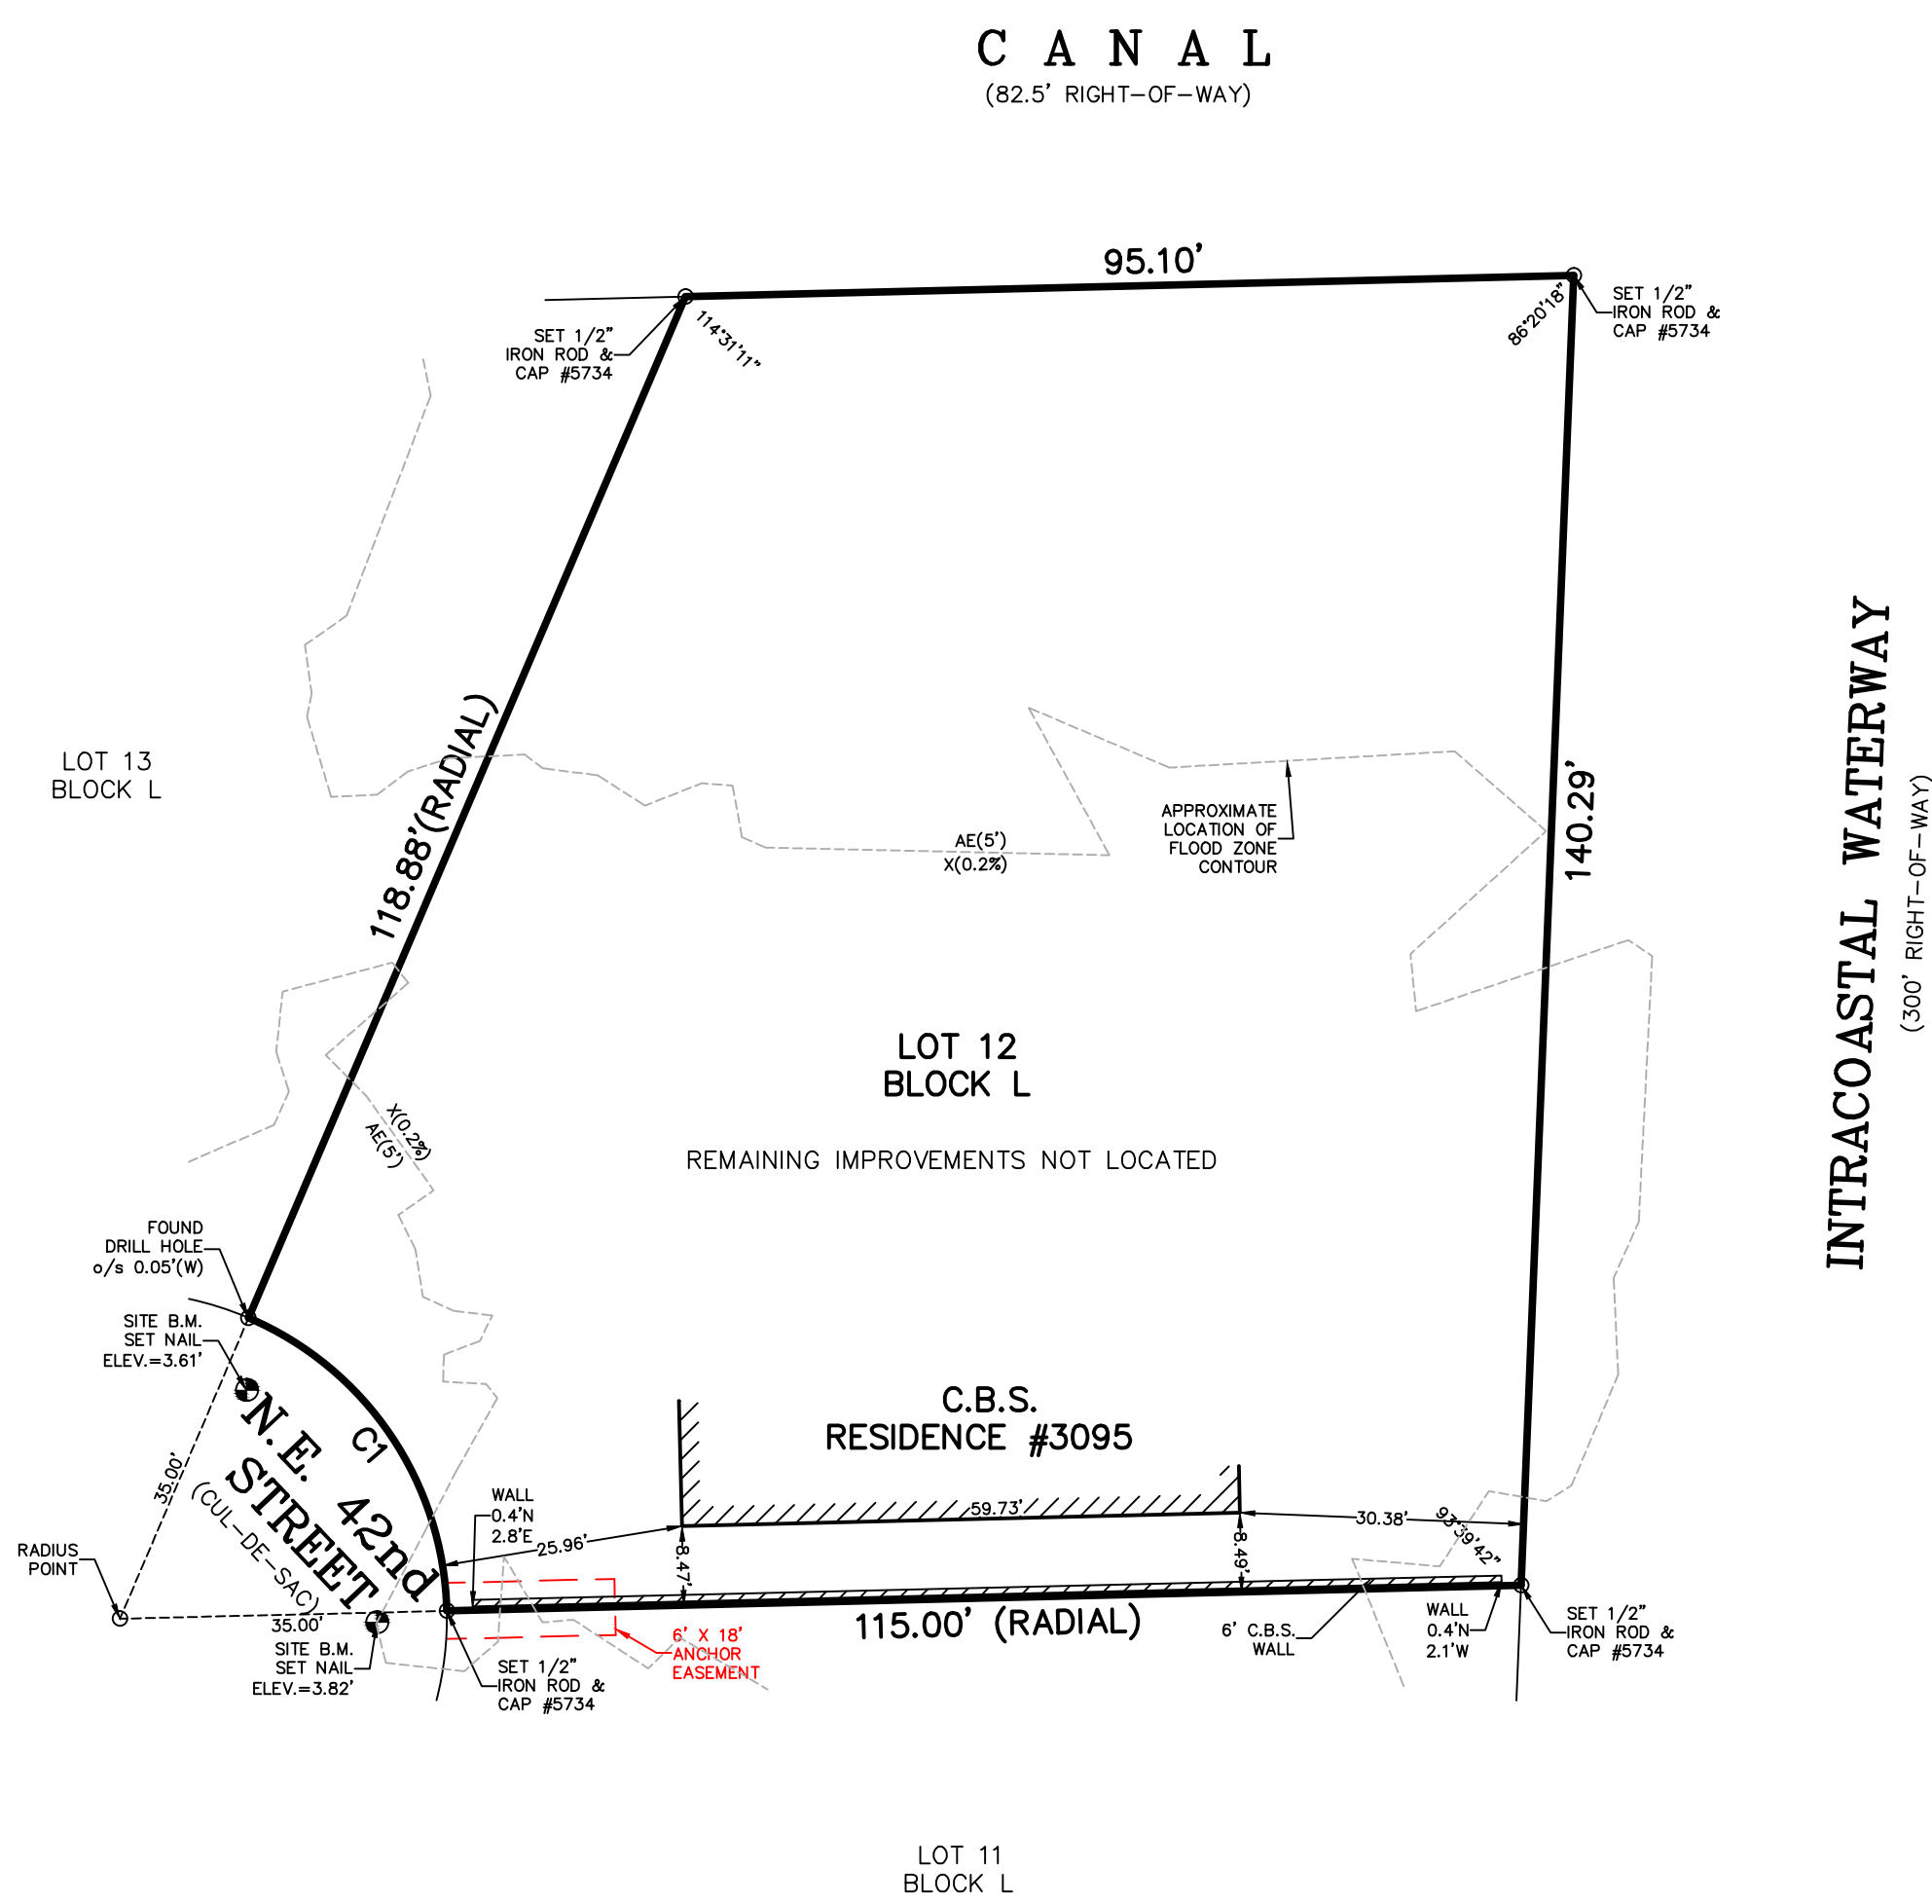 C A N A L
(82.5' RIGHT-OF-WAY)
95.10'
SET 1/2"
IRON ROD &
CAP #5734
114°31'11"
86°20'18"
SET 1/2"
IRON ROD &
CAP #5734
118.88'(RADIAL)
LOT 13
BLOCK L
140.29'
INTRACOASTAL WATERWAY
(300' RIGHT-OF-WAY)
APPROXIMATE
LOCATION OF
FLOOD ZONE
CONTOUR
AE(5')
X(0.2%)
LOT 12
BLOCK L
REMAINING IMPROVEMENTS NOT LOCATED
X(0.2%)
AE(5')
FOUND
DRILL HOLE
o/s 0.05'(W)
SITE B.M.
SET NAIL
ELEV.=3.61'
C1
N.E. 42nd
STREET
(CUL-DE-SAC)
35.00'
RADIUS
POINT
35.00'
SITE B.M.
SET NAIL
ELEV.=3.82'
C.B.S.
RESIDENCE #3095
59.73'
WALL
0.4'N
2.8'E
25.96'
8.47'
8.49'
30.38'
93°39'42"
115.00' (RADIAL)
6' X 18'
ANCHOR
EASEMENT
SET 1/2"
IRON ROD &
CAP #5734
6' C.B.S.
WALL
WALL
0.4'N
2.1'W
SET 1/2"
IRON ROD &
CAP #5734
LOT 11
BLOCK L